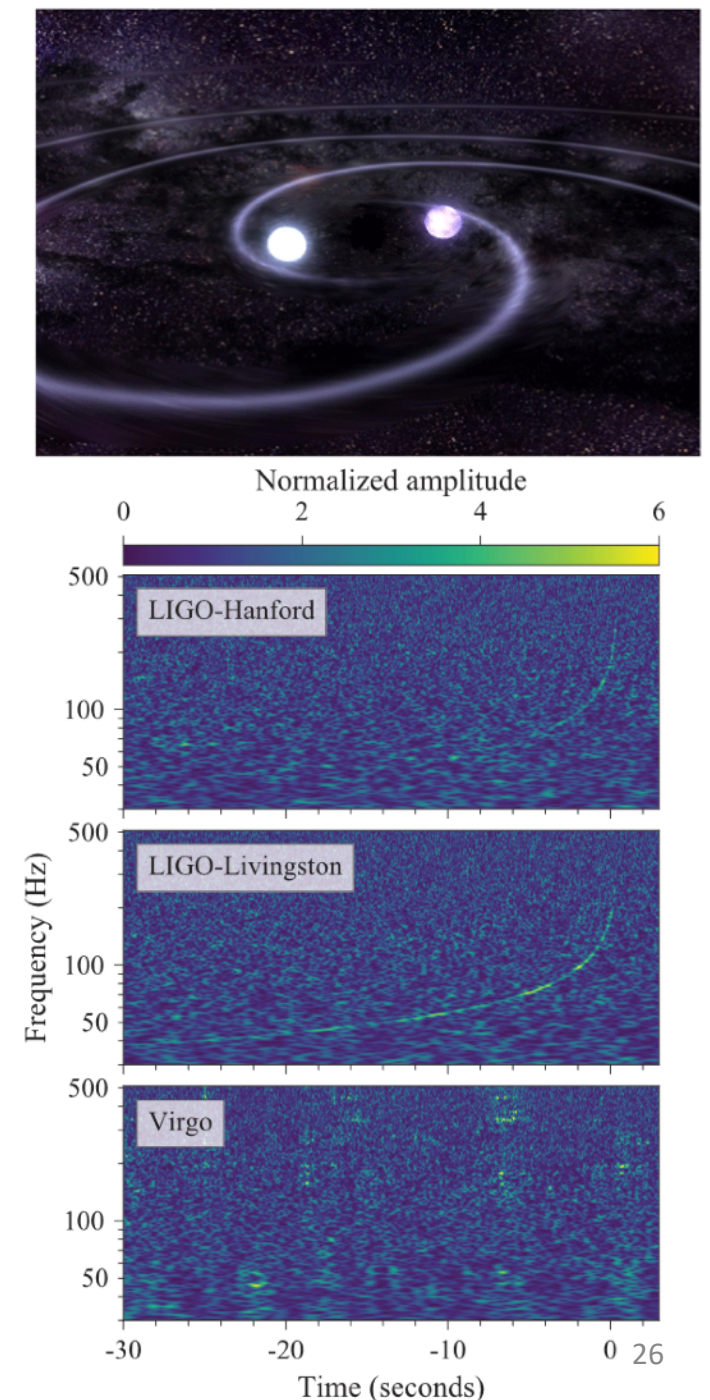 Normalized amplitude
0 2 4 6
500
LIGO-Hanford
100
50
500
LIGO-Livingston
100
50
Frequency (Hz)
500
Virgo
100
50
-30 -20 -10 0 26
Time (seconds)